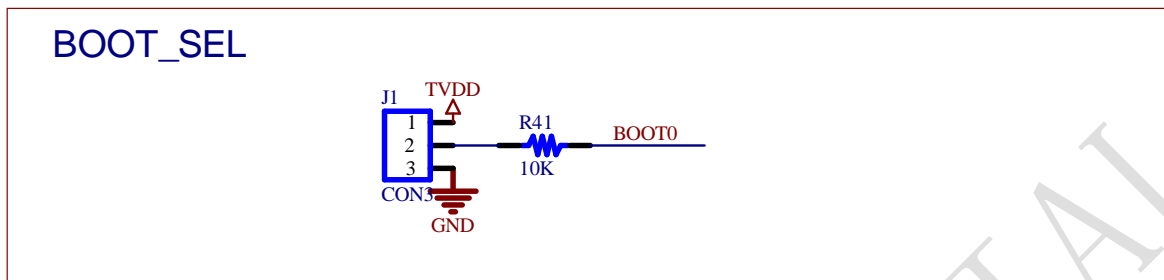 BOOT_SEL
TVDD
J1
1
R41
BOOT0
2
10K
3
CON3
GND